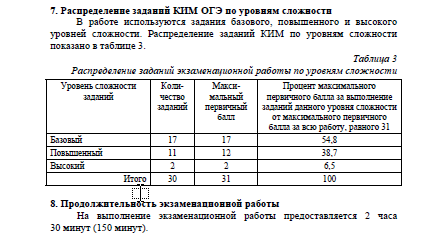 7. Распределение заданий КИМ ОГЭ по уровням сложности
В работе используются задания базового, повышенного и высокого
уровней сложности. Распределение заданий КИМ по уровням сложности
показано в таблице 3.
Таблица 3
Распределение заданий экзаменационной работы по уровням сложности
Уровень сложности заданий | Коли-чество заданий | Макси-мальный первичный балл | Процент максимального первичного балла за выполнение заданий данного уровня сложности от максимального первичного балла за всю работу, равного 31
Базовый 17 17 54,8
Повышенный 11 12 38,7
Высокий 2 2 6,5
Итого 30 31 100
8. Продолжительность экзаменационной работы
На выполнение экзаменационной работы предоставляется 2 часа
30 минут (150 минут).